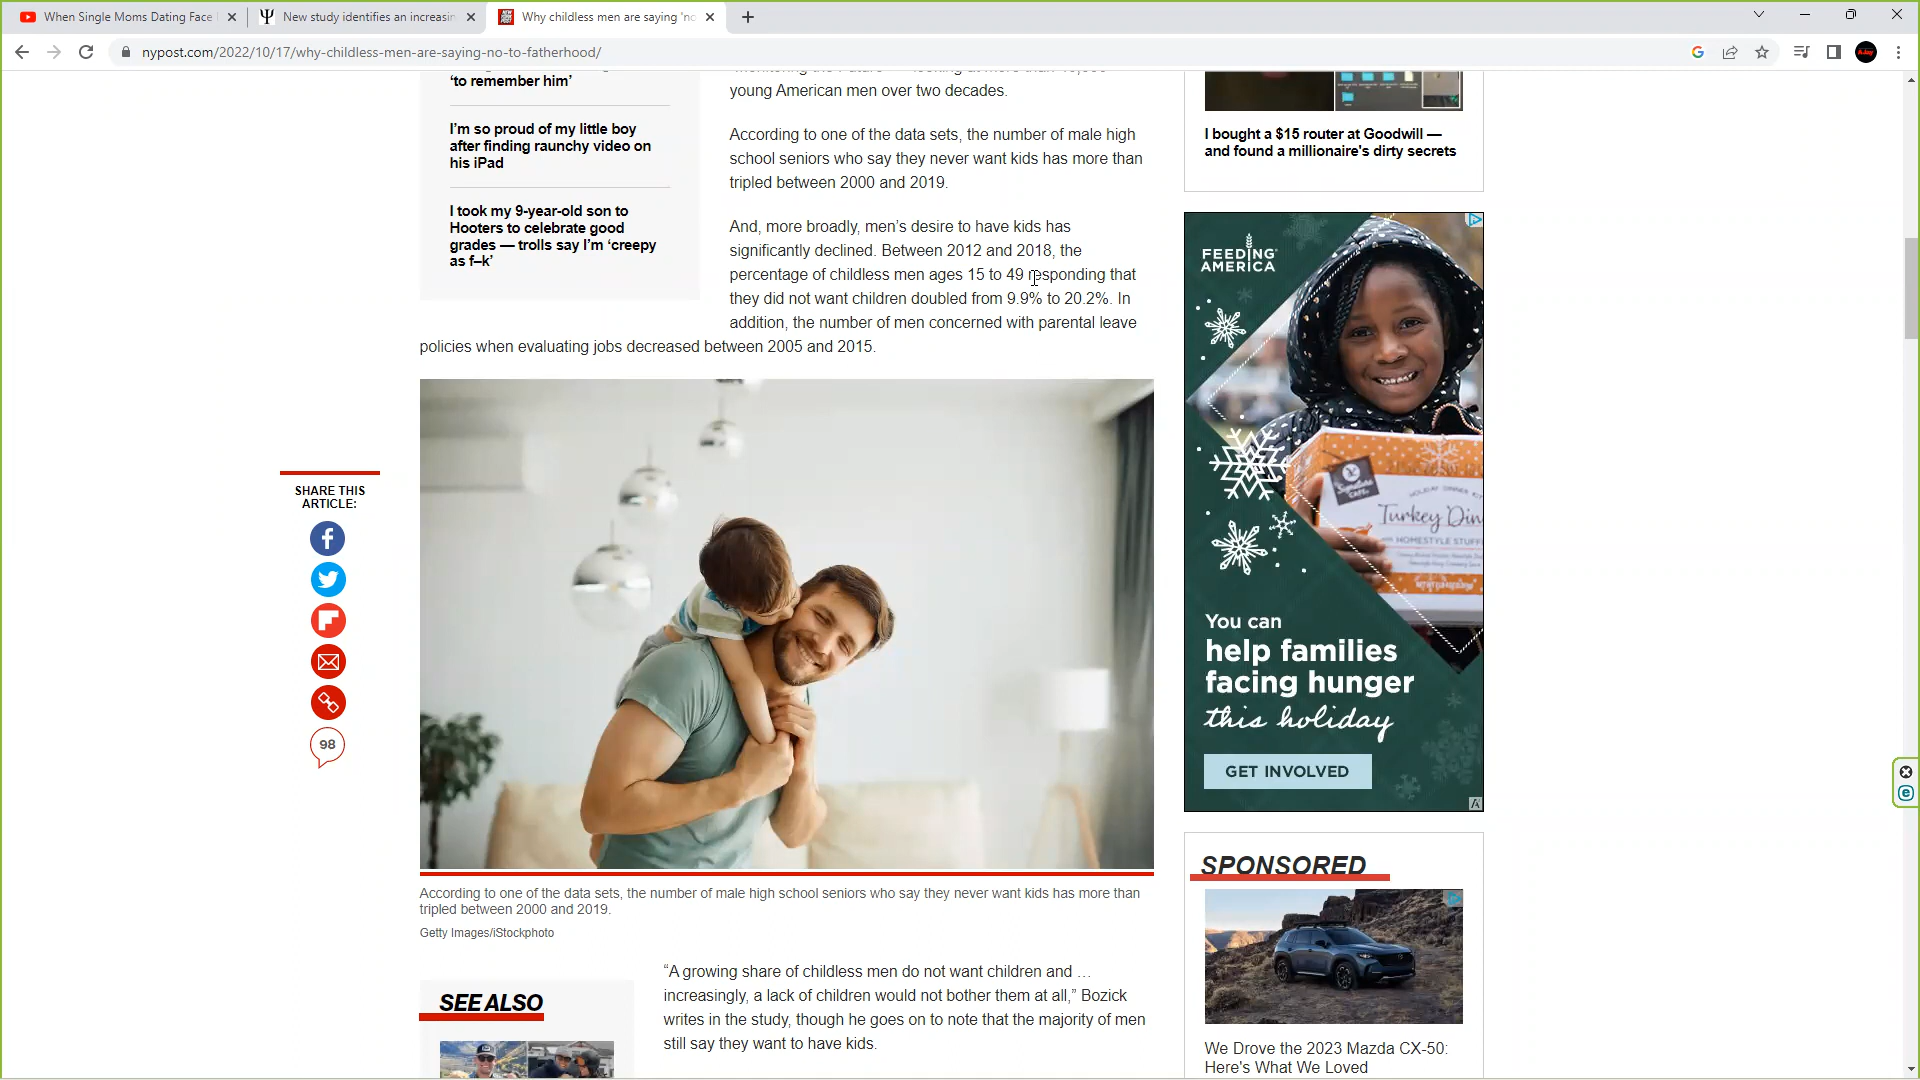 When Single Moms Dating Face
New study identifies an increasin
Why childless men are saying 'no
nypost.com/2022/10/17/why-childless-men-are-saying-no-to-fatherhood/
‘to remember him’
I’m so proud of my little boy
after finding raunchy video on
his iPad
I took my 9-year-old son to
Hooters to celebrate good
grades — trolls say I’m ‘creepy
as f–k’
young American men over two decades.
According to one of the data sets, the number of male high
school seniors who say they never want kids has more than
tripled between 2000 and 2019.
And, more broadly, men’s desire to have kids has
significantly declined. Between 2012 and 2018, the
percentage of childless men ages 15 to 49 responding that
they did not want children doubled from 9.9% to 20.2%. In
addition, the number of men concerned with parental leave
policies when evaluating jobs decreased between 2005 and 2015.
SHARE THIS
ARTICLE:
98
According to one of the data sets, the number of male high school seniors who say they never want kids has more than
tripled between 2000 and 2019.
Getty Images/iStockphoto
SEE ALSO
“A growing share of childless men do not want children and …
increasingly, a lack of children would not bother them at all,” Bozick
writes in the study, though he goes on to note that the majority of men
still say they want to have kids.
I bought a $15 router at Goodwill —
and found a millionaire's dirty secrets
FEEDING
AMERICA
Turkey Din
HOMESTYLE STUFF
You can
help families
facing hunger
this holiday
GET INVOLVED
SPONSORED
We Drove the 2023 Mazda CX-50:
Here's What We Loved